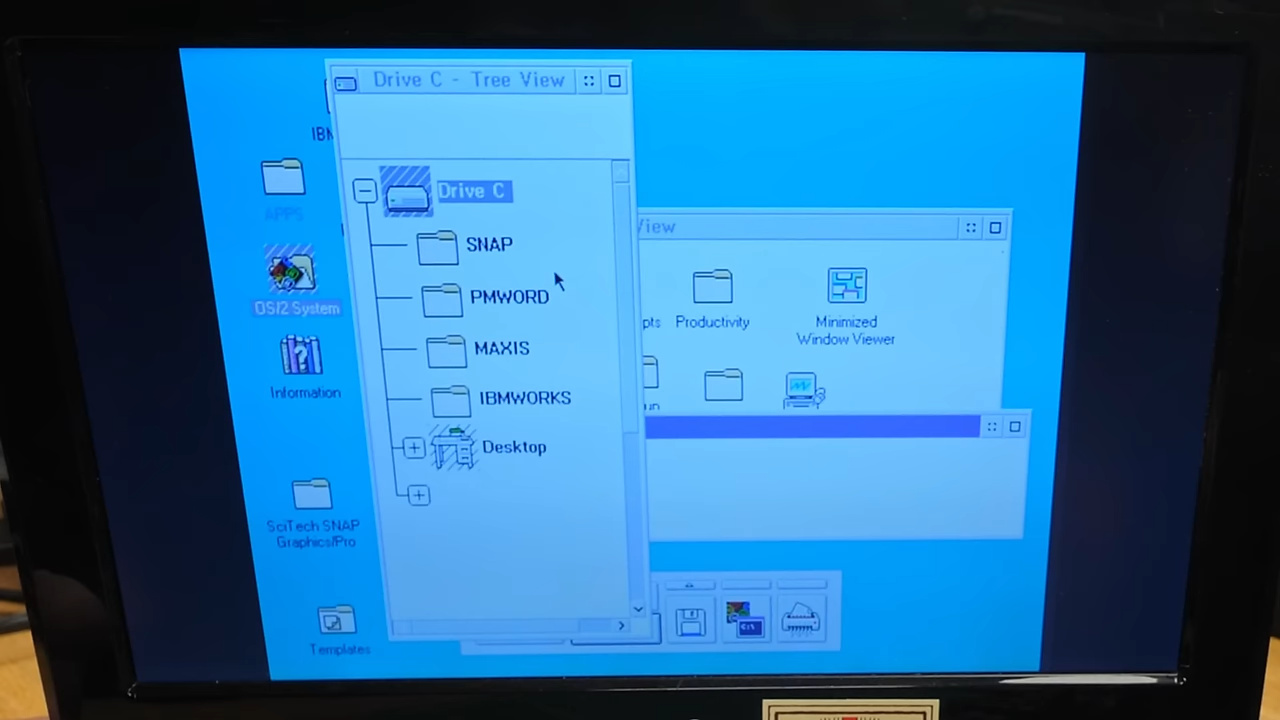 Drive C - Tree View
IBM
APPS
Drive C
SNAP
PMWORD
MAXIS
IBMWORKS
Desktop
OS/2 System
Information
SciTech SNAP
Graphics/Pro
Templates
View
Productivity
Minimized
Window Viewer
C:\